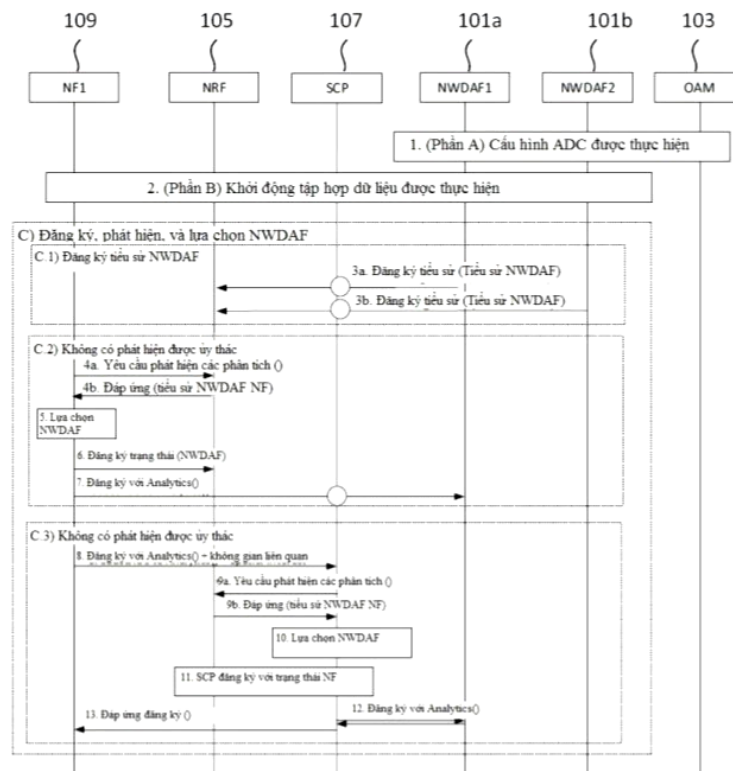 109 105 107 101a 101b 103
NF1 NRF SCP NWDAF1 NWDAF2 OAM
1. (Phần A) Cấu hình ADC được thực hiện
2. (Phần B) Khởi động tập hợp dữ liệu được thực hiện
C) Đăng ký, phát hiện, và lựa chọn NWDAF
C.1) Đăng ký tiểu sử NWDAF
3a. Đăng ký tiểu sử (Tiểu sử NWDAF)
3b. Đăng ký tiểu sử (Tiểu sử NWDAF)
C.2) Không có phát hiện được ủy thác
4a. Yêu cầu phát hiện các phân tích ()
4b. Đáp ứng (tiểu sử NWDAF NF)
5. Lựa chọn
NWDAF
6. Đăng ký trạng thái (NWDAF)
7. Đăng ký với Analytics()
C.3) Không có phát hiện được ủy thác
8. Đăng ký với Analytics() – không gian liên quan
9a. Yêu cầu phát hiện các phân tích ()
9b. Đáp ứng (tiểu sử NWDAF NF)
10. Lựa chọn NWDAF
11. SCP đăng ký với trạng thái NF
12. Đăng ký với Analytics()
13. Đáp ứng đăng ký ()